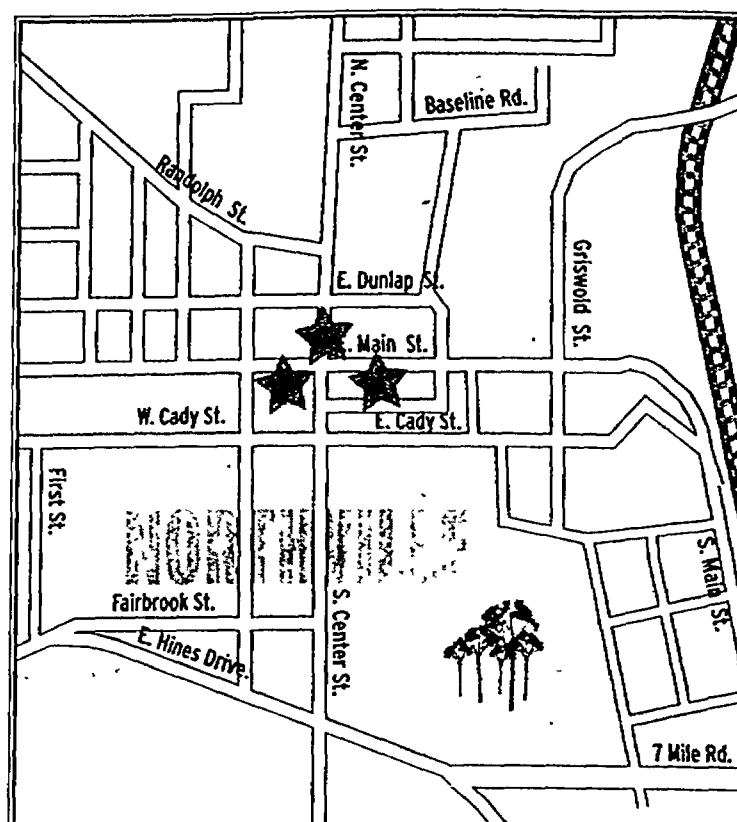 N. Center St.
Baseline Rd.
Randolph St.
Griswold St.
E. Dunlap St.
. Main St.
W. Cady St.
E. Cady St.
First St.
S. Main St.
Fairbrook St.
S. Center St.
E. Hines Drive.
7 Mile Rd.